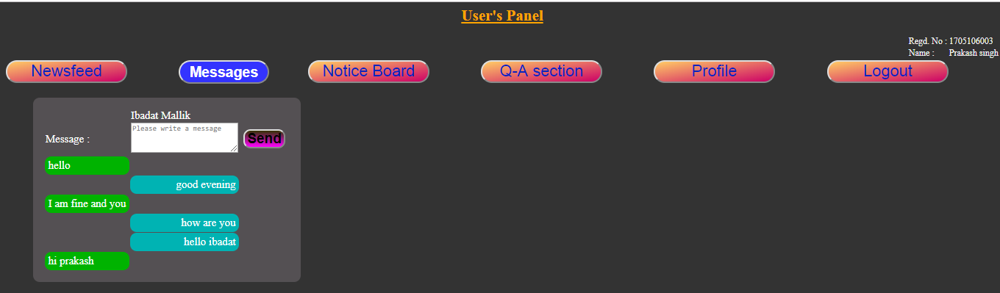 User's Panel
Regd. No : 1705106003
Name : Prakash singh
Newsfeed Messages Notice Board Q-A section Profile Logout
Ibadat Mallik
Please write a message
Message : Send
hello
good evening
I am fine and you
how are you
hello ibadat
hi prakash